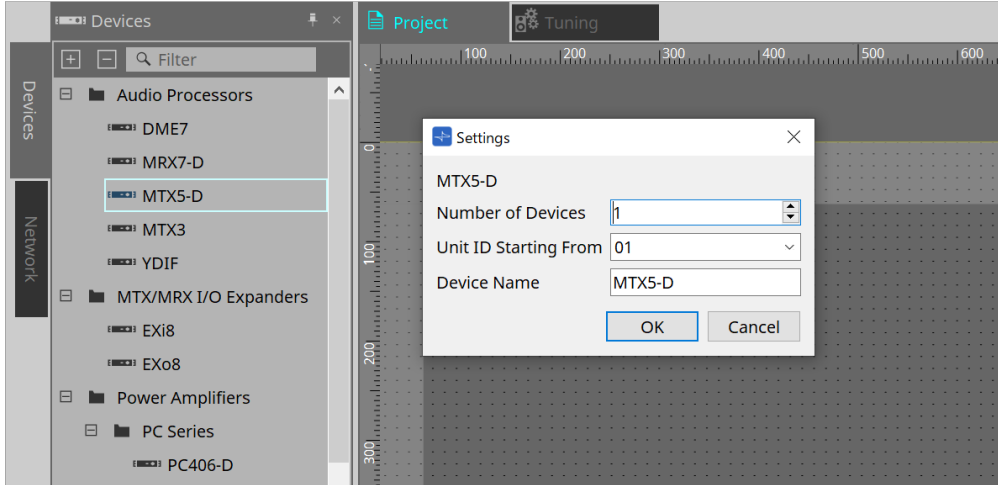 Devices
Project
Tuning
Filter
100 200 300 400 500 600
Devices
Network
Audio Processors
DME7
MRX7-D
MTX5-D
MTX3
YDIF
MTX/MRX I/O Expanders
EXi8
EXo8
Power Amplifiers
PC Series
PC406-D
0
100
200
300
Settings
MTX5-D
Number of Devices 1
Unit ID Starting From 01
Device Name MTX5-D
OK Cancel